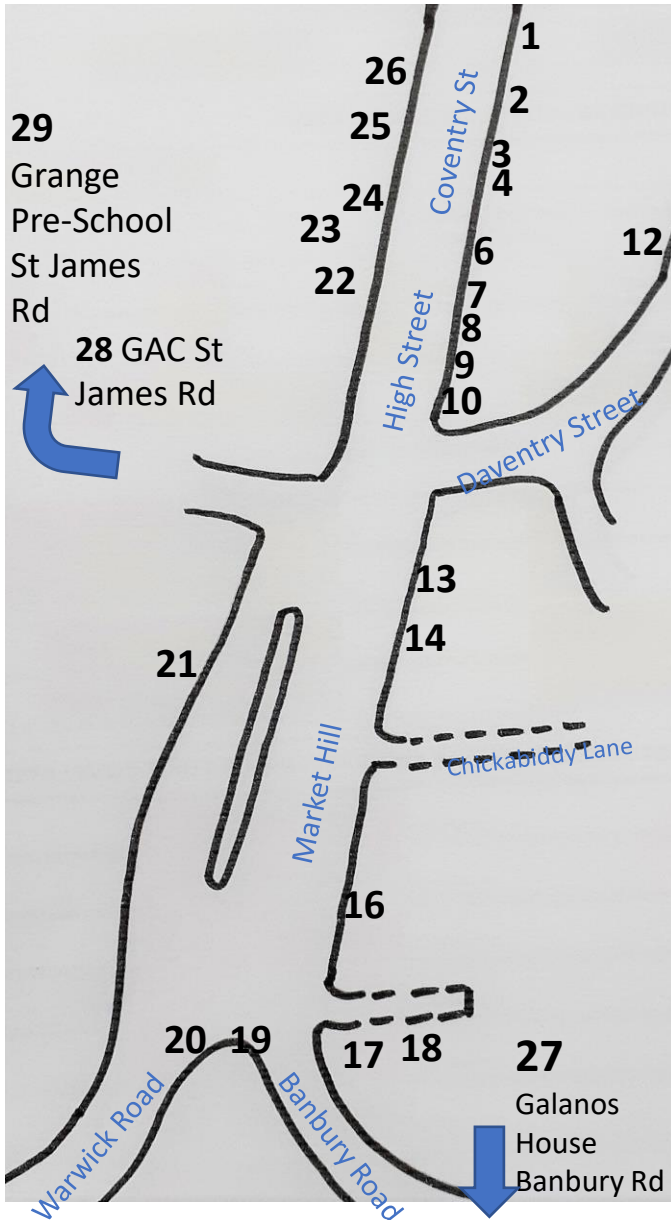 1
26
2
25
Coventry St
29
Grange
Pre-School
St James
Rd
3
4
24
23
12
6
22
7
8
High Street
28 GAC St
James Rd
9
10
Daventry Street
13
14
21
Market Hill
Chickabiddy Lane
16
20
19
17
18
27
Galanos
House
Banbury Rd
Warwick Road
Banbury Road